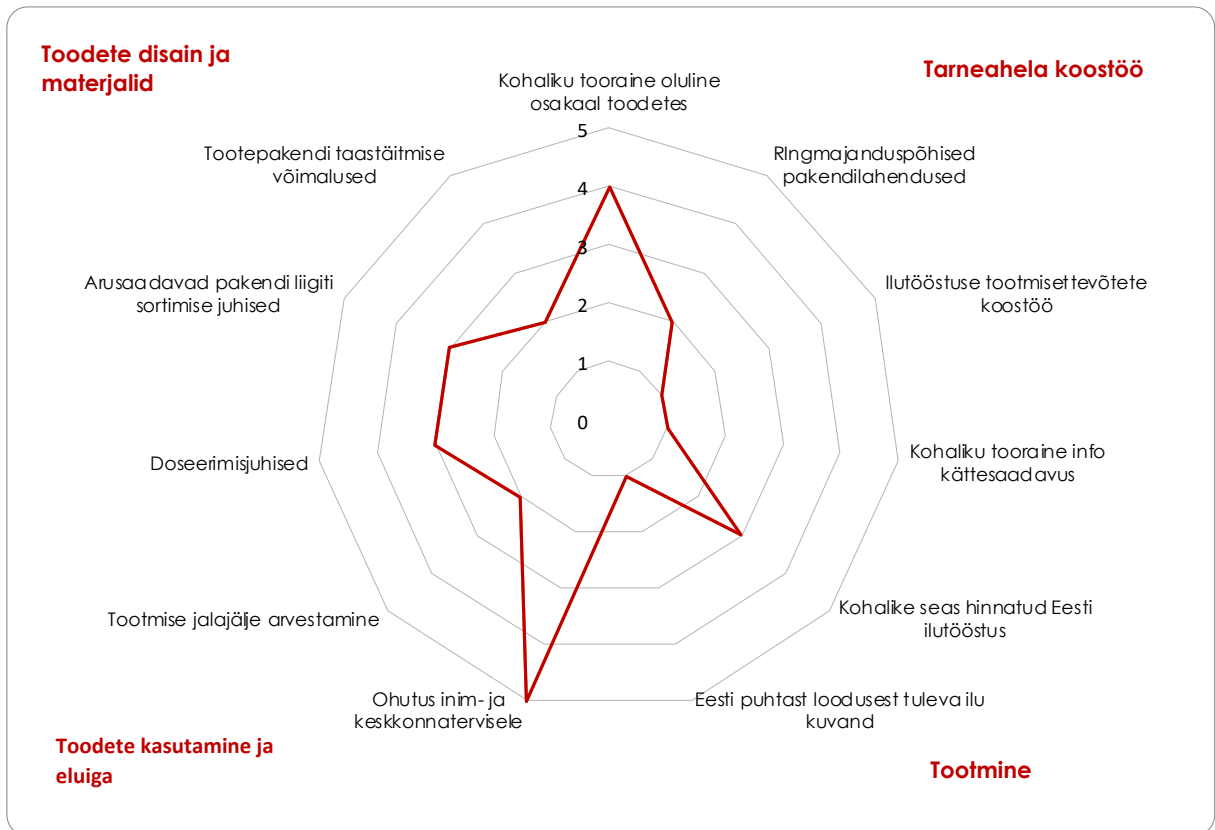 Toodete disain ja
materjalid
Tarneahela koostöö
Kohaliku tooraine oluline
osakaal toodetes
RIngmajanduspõhised
pakendilahendused
Ilutööstuse tootmisettevõtete
koostöö
Kohaliku tooraine info
kättesaadavus
Kohalike seas hinnatud Eesti
ilutööstus
Eesti puhtast loodusest tuleva ilu
kuvand
Ohutus inim- ja
keskkonnatervisele
Tootmise jalajälje arvestamine
Doseerimisjuhised
Arusaadavad pakendi liigiti
sortimise juhised
Tootepakendi taastäitmise
võimalused
5
4
3
2
1
0
Toodete kasutamine ja
eluiga
Tootmine